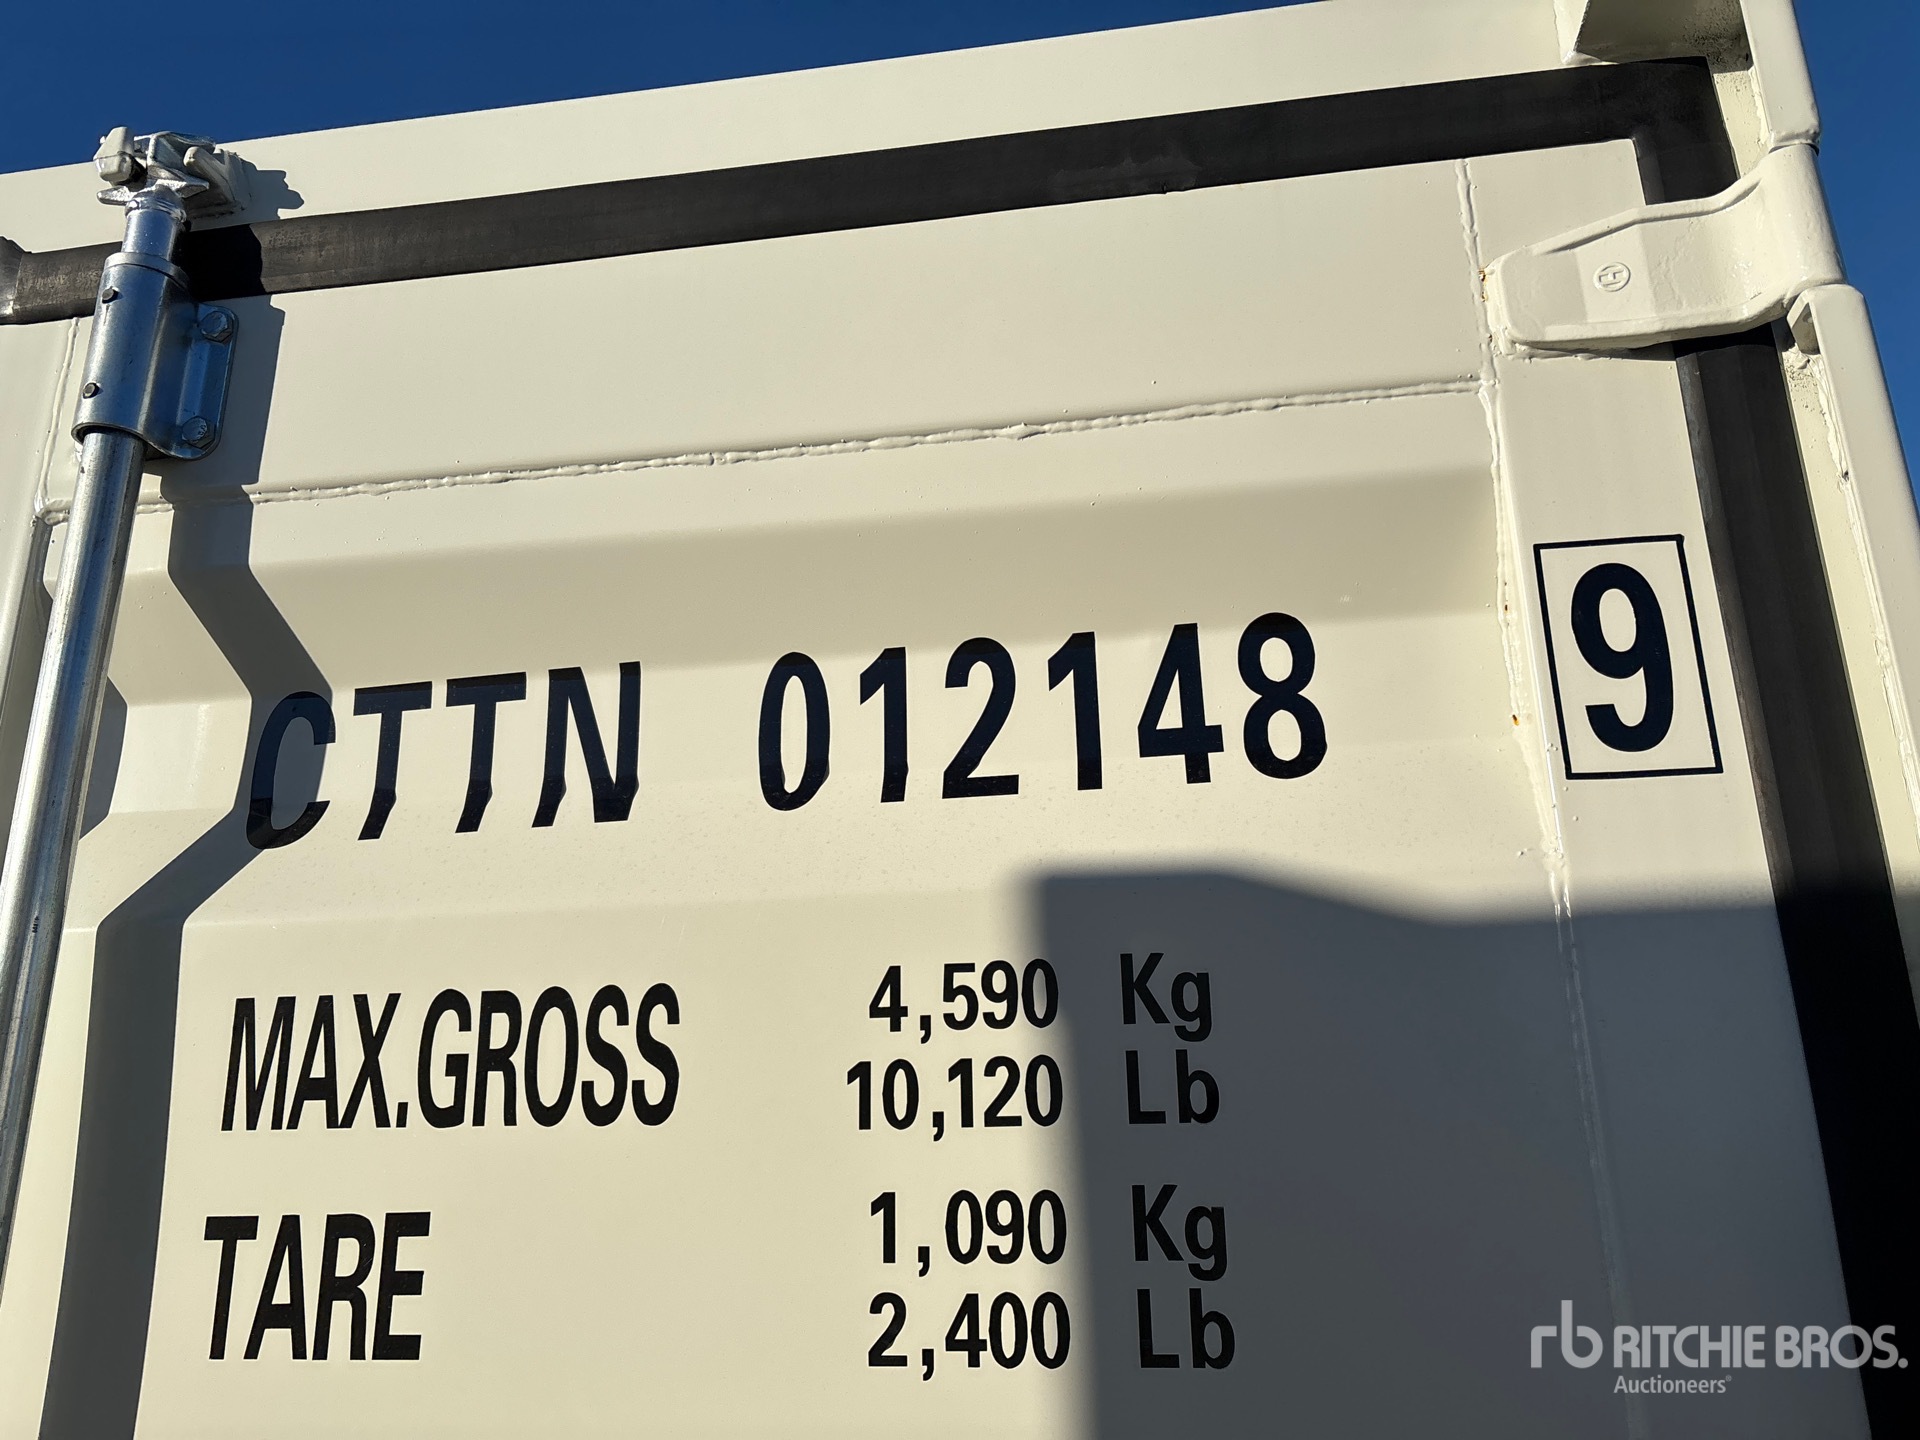 CTTN 012148 9
MAX.GROSS 4,590 Kg
10,120 Lb
TARE 1,090 Kg
2,400 Lb
rb RITCHIE BROS.
Auctioneers